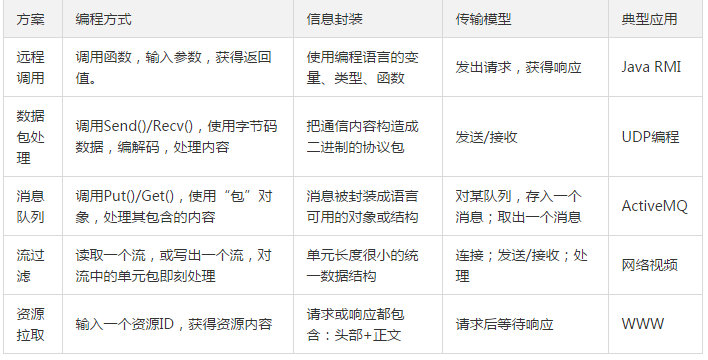 方案 编程方式 信息封装 传输模型 典型应用
远程 调用函数，输入参数，获得返回 使用编程语言的 发出请求，获得响应 Java RMI
调用 值。 变量、类型、函数
数据 调用Send()/Recv()，使用字节码 把通信内容构造成 发送/接收 UDP编程
包处 数据，编解码，处理内容 二进制的协议包
理
消息 调用Put()/Get()，使用“包”对 消息被封装成语言 对某队列，存入一个 ActiveMQ
队列 象，处理其包含的内容 可用的对象或结构 消息；取出一个消息
流过 读取一个流，或写出一个流，对 单元长度很小的统 连接；发送/接收；处 网络视频
滤 流中的单元包即刻处理 一数据结构 理
资源 输入一个资源ID，获得资源内容 请求或响应都包 请求后等待响应 WWW
拉取 含：头部+正文